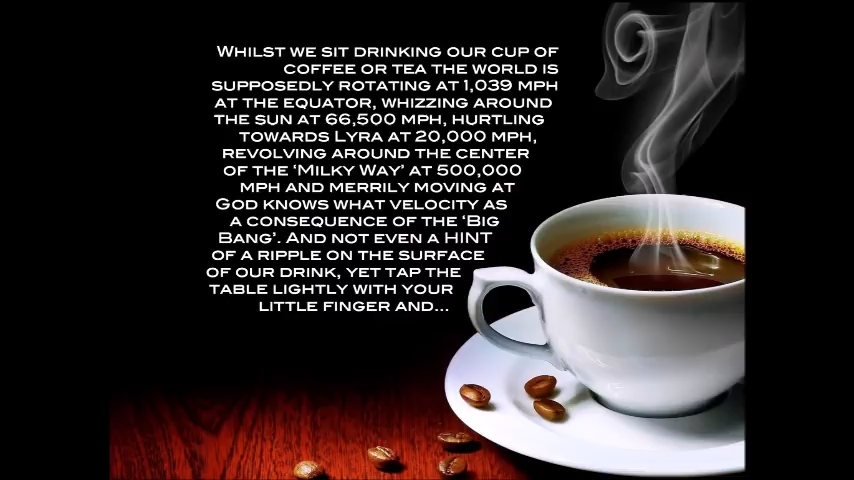 Whilst we sit drinking our cup of
coffee or tea the world is
supposedly rotating at 1,039 mph
at the equator, whizzing around
the sun at 66,500 mph, hurtling
towards Lyra at 20,000 mph,
revolving around the center
of the ‘Milky Way’ at 500,000
mph and merrily moving at
God knows what velocity as
a consequence of the ‘Big
Bang’. And not even a HINT
of a ripple on the surface
of our drink, yet tap the
table lightly with your
little finger and...